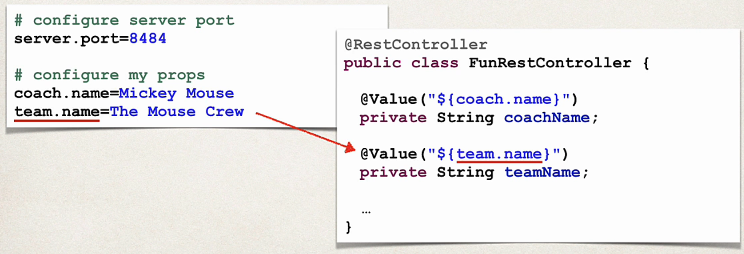 # configure server port
server.port=8484
# configure my props
coach.name=Mickey Mouse
team.name=The Mouse Crew
@RestController
public class FunRestController {
@Value("${coach.name}")
private String coachName;
@Value("${team.name}")
private String teamName;
…
}